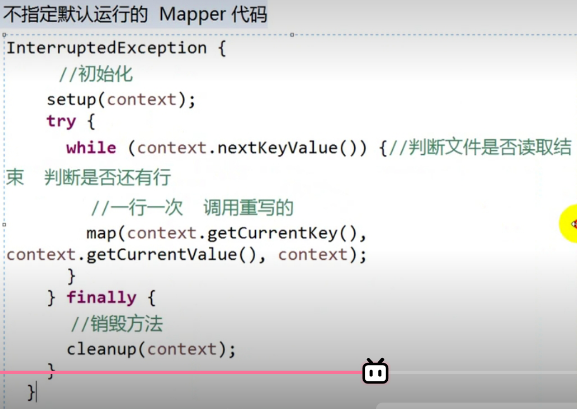 不指定默认运行的 Mapper 代码
InterruptedException {
//初始化
setup(context);
try {
while (context.nextKeyValue()) {//判断文件是否读取结
束 判断是否还有行
//一行一次 调用重写的
map(context.getCurrentKey(),
context.getCurrentValue(), context);
}
} finally {
//销毁方法
cleanup(context);
}
}